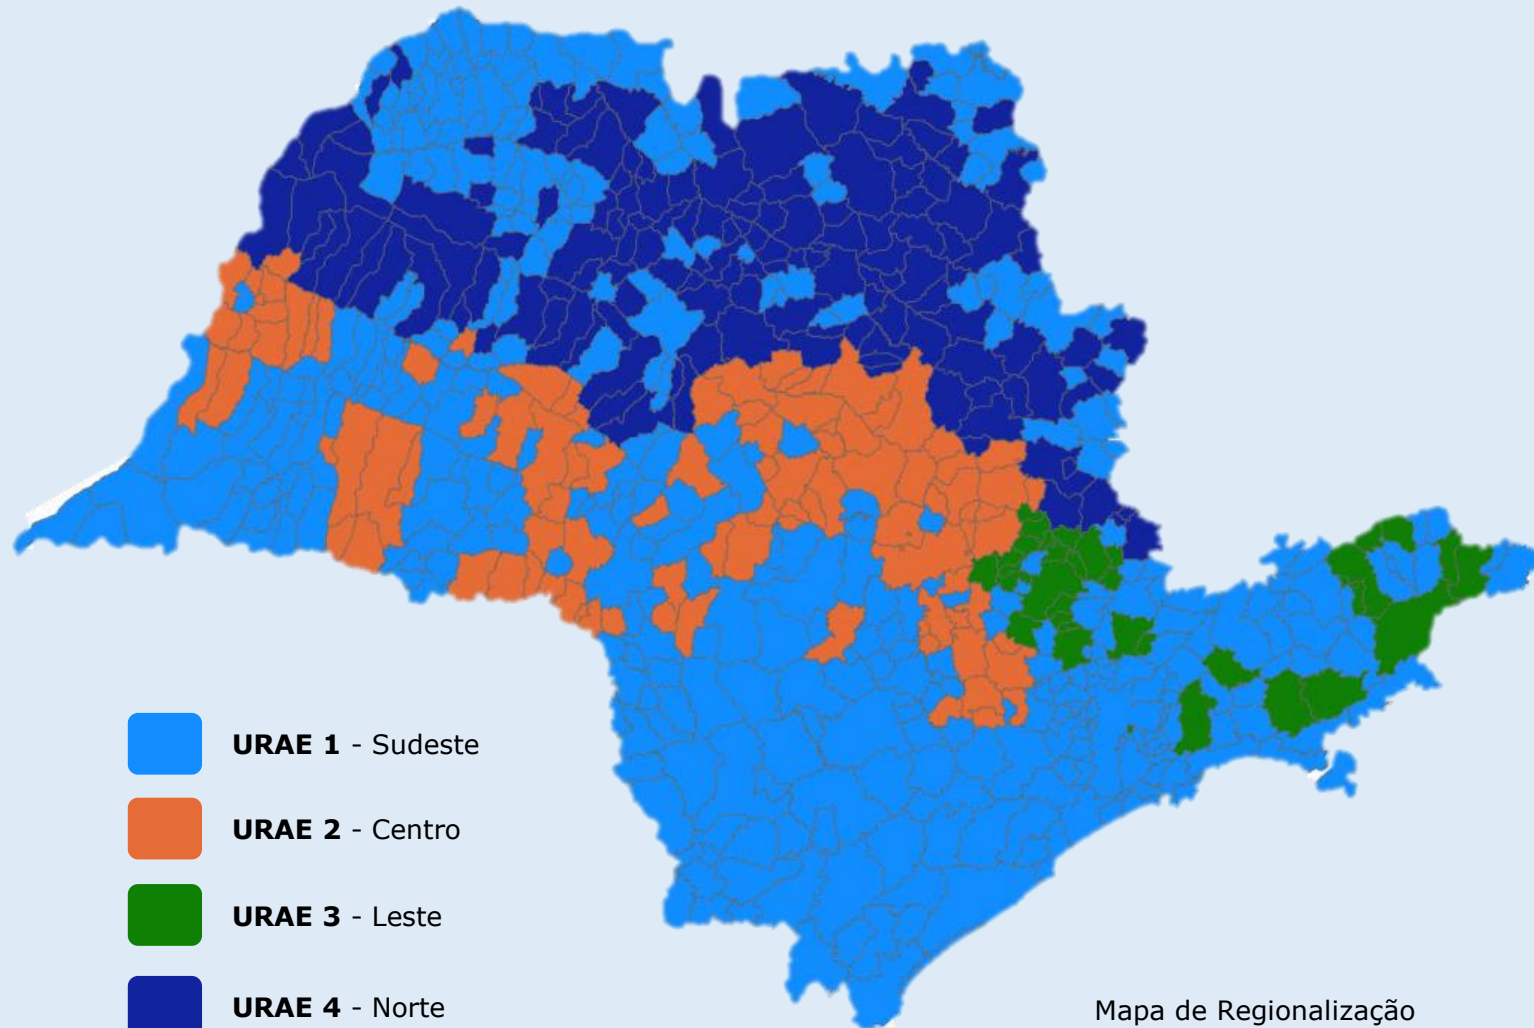 URAE 1 - Sudeste
URAE 2 - Centro
URAE 3 - Leste
URAE 4 - Norte
Mapa de Regionalização